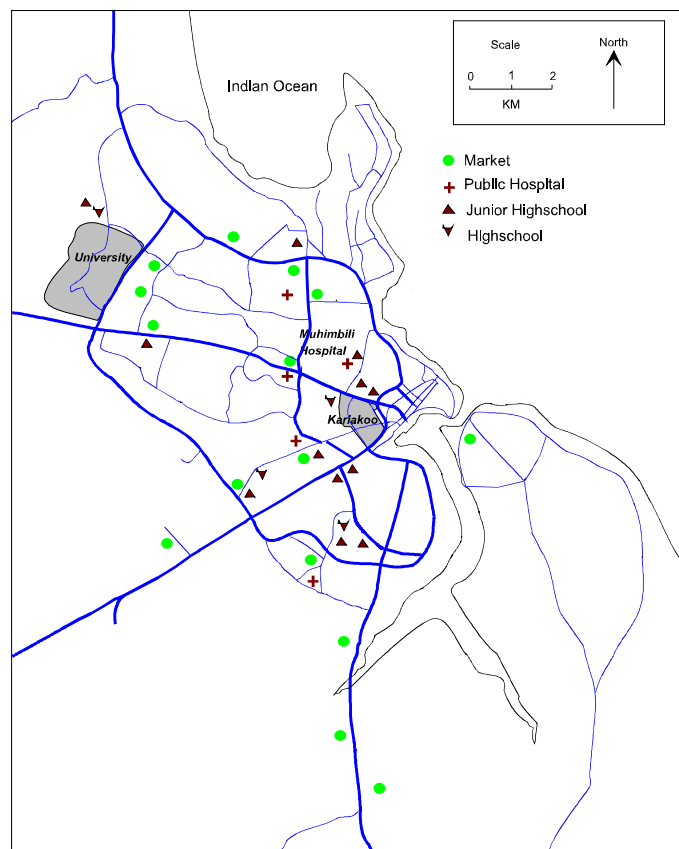 Scale
North
0 1 2
KM
Indian Ocean
Market
Public Hospital
Junior Highschool
Highschool
University
Muhimbili
Hospital
Kariakoo